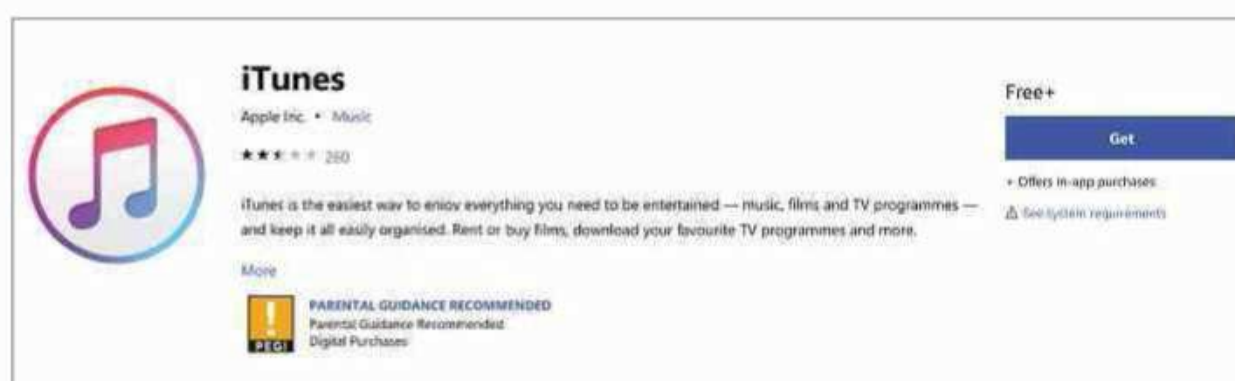 iTunes
Apple Inc. • Music
260
iTunes is the easiest way to enjoy everything you need to be entertained — music, films and TV programmes —
and keep it all easily organised. Rent or buy films, download your favourite TV programmes and more.
More
PARENTAL GUIDANCE RECOMMENDED
Parental Guidance Recommended
Digital Purchases
! PEGI
Free+
Get
+ Offers in-app purchases
See system requirements